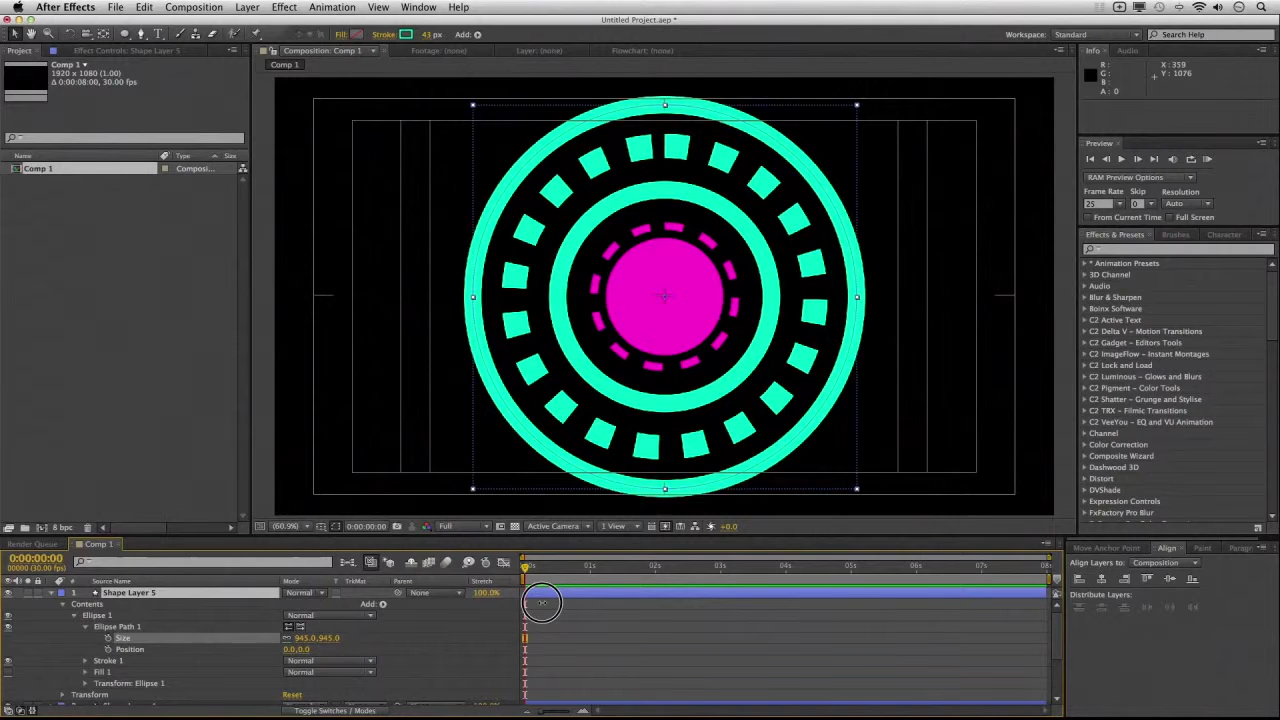 After Effects File Edit Composition Layer Effect Animation View Window Help
Untitled Project.aep *
Fill: Stroke: 43 px Add: Workspace: Standard Search Help
Project Effect Controls: Shape Layer 5 Composition: Comp 1 Footage: (none) Layer: (none) Flowchart: (none) Info Audio
Comp 1
1920 x 1080 (1.00)
Δ 0:00:08:00, 30.00 fps
Comp 1
R:
G:
B:
A: 0
X: 359
Y: 1076
Preview
RAM Preview Options
Frame Rate Skip Resolution
25 0 Auto
From Current Time Full Screen
Name Type Size
Comp 1 Composi...
Effects & Presets Brushes Character
* Animation Presets
3D Channel
Audio
Blur & Sharpen
Boinx Software
C2 Active Text
C2 Delta V - Motion Transitions
C2 Gadget - Editors Tools
C2 ImageFlow - Instant Montages
C2 Lock and Load
C2 Luminous - Glows and Blurs
C2 Pigment - Color Tools
C2 Shatter - Grunge and Stylise
C2 TRX - Filmic Transitions
C2 VeeYou - EQ and VU Animation
Channel
Color Correction
Composite Wizard
Dashwood 3D
Distort
DVShade
Expression Controls
FxFactory Pro Blur
8 bpc (60.9%) 0:00:00:00 Full Active Camera 1 View +0.0
Render Queue Comp 1
0:00:00:00
00000 (30.00 fps)
01s 02s 03s 04s 05s 06s 07s 08s
# Source Name Mode T TrkMat Parent Stretch
1 Shape Layer 5 Normal None 100.0%
Contents Add:
Ellipse 1 Normal
Ellipse Path 1
Size 945.0,945.0
Position 0.0,0.0
Stroke 1 Normal
Fill 1 Normal
Transform: Ellipse 1
Transform Reset
Toggle Switches / Modes
Move Anchor Point Align Paint Paragr
Align Layers to: Composition
Distribute Layers: